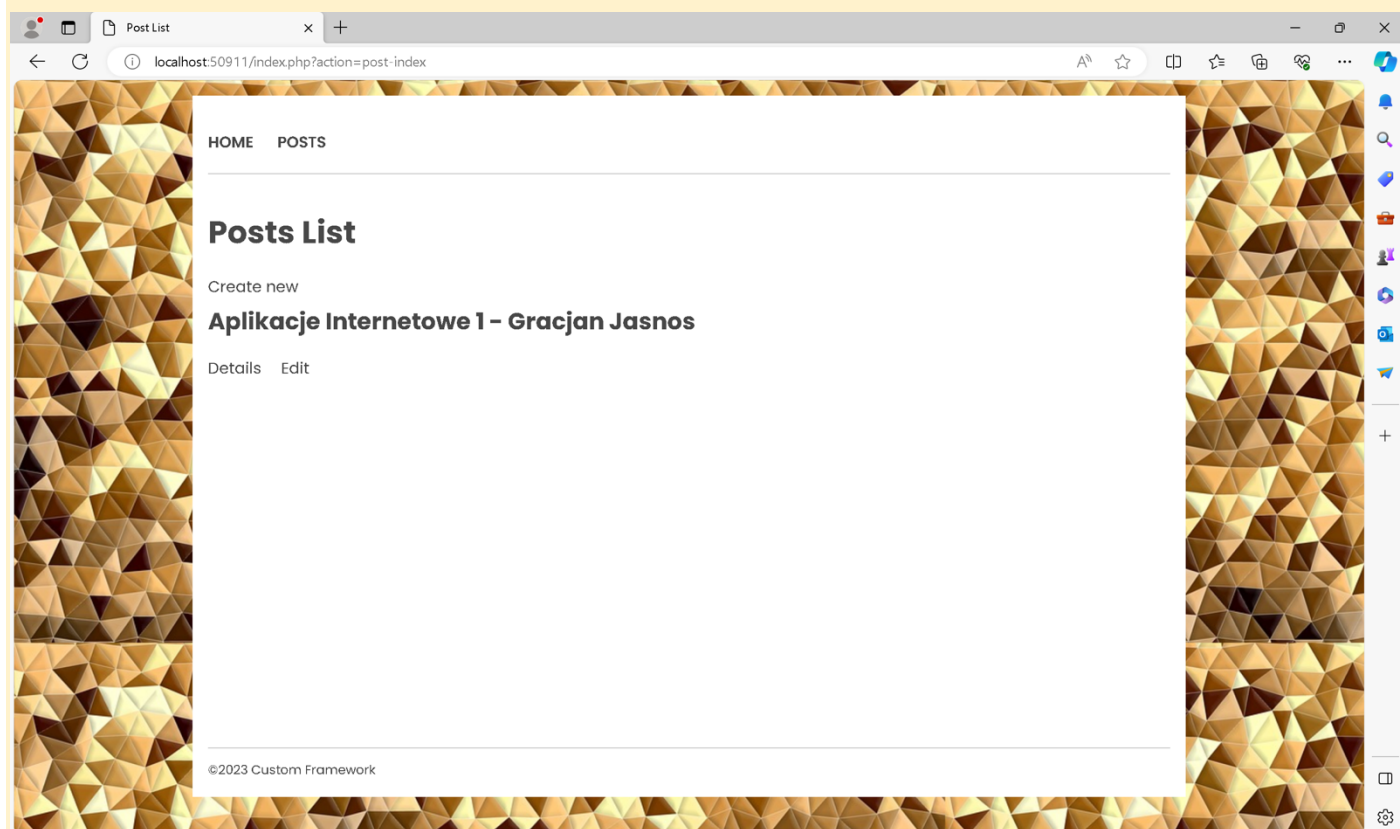 Post List
localhost:50911/index.php?action=post-index
HOME POSTS
Posts List
Create new
Aplikacje Internetowe 1 - Gracjan Jasnos
Details Edit
©2023 Custom Framework